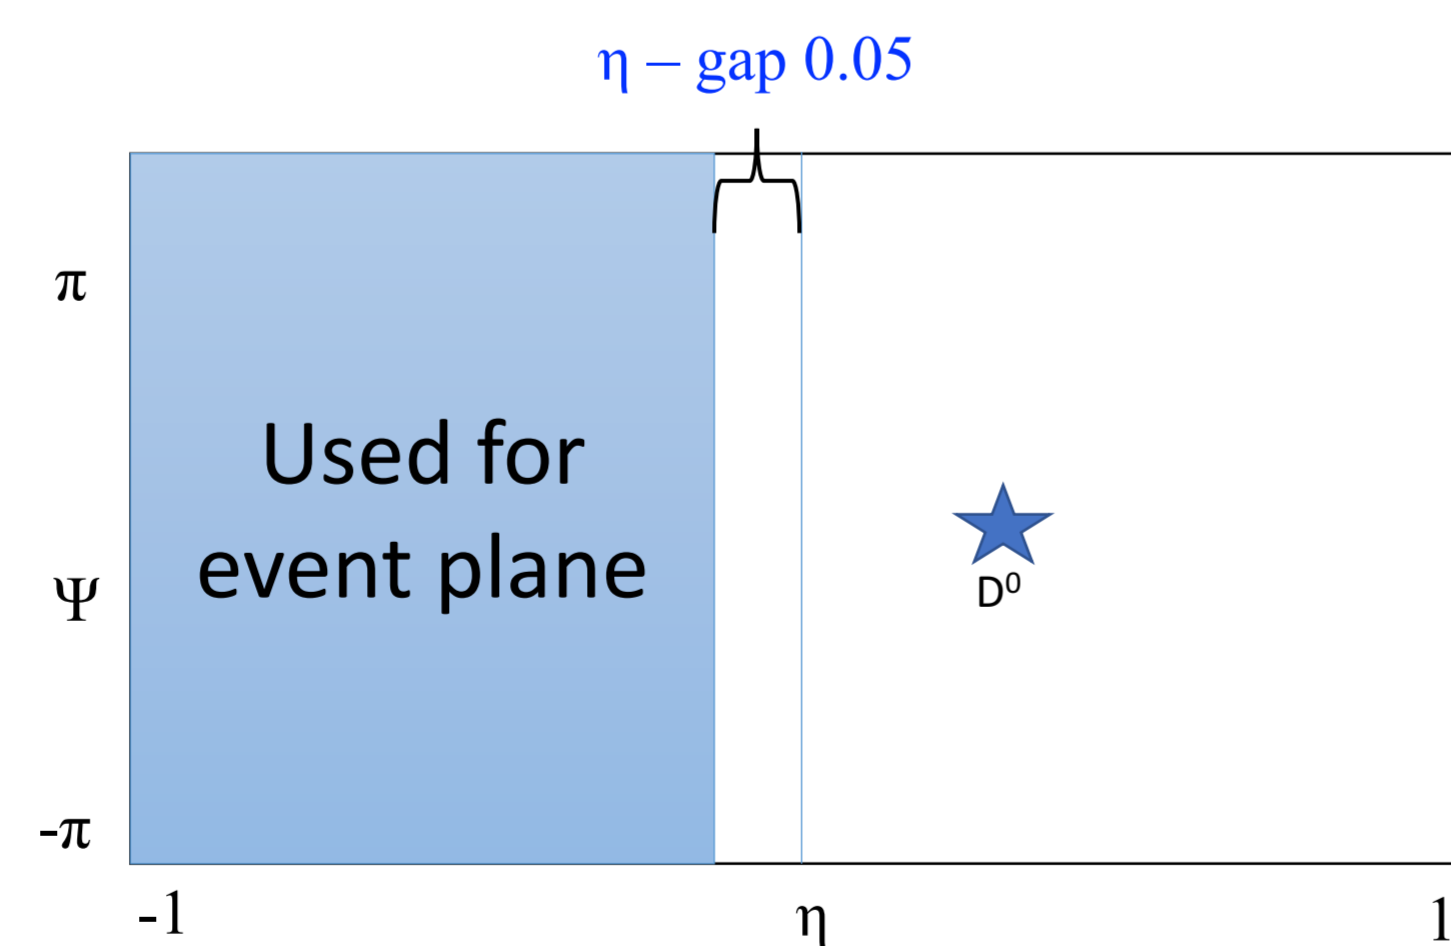 η – gap 0.05
π
Used for
event plane
D⁰
Ψ
-π
-1
η
1